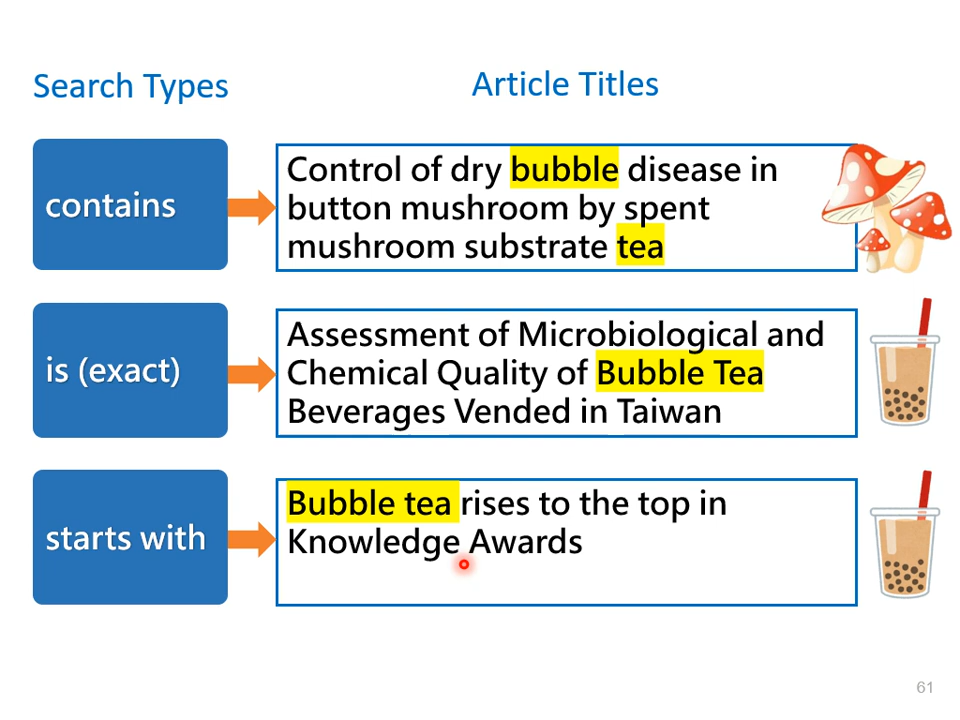 Search Types
Article Titles
contains
Control of dry bubble disease in
button mushroom by spent
mushroom substrate tea
is (exact)
Assessment of Microbiological and
Chemical Quality of Bubble Tea
Beverages Vended in Taiwan
starts with
Bubble tea rises to the top in
Knowledge Awards
61